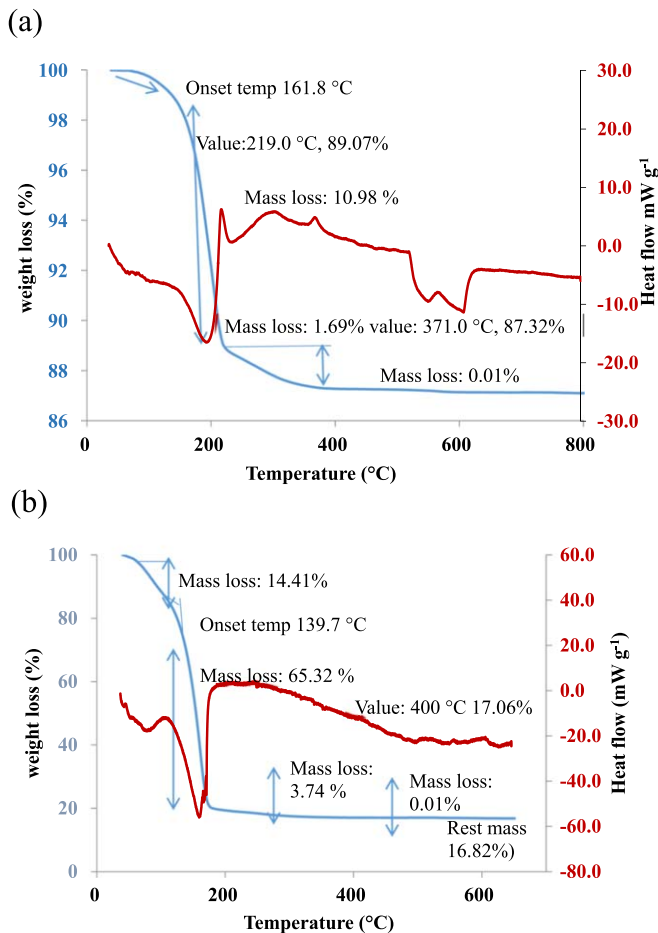 (a)
100
98
96
94
92
90
88
86
weight loss (%)
Onset temp 161.8 °C
Value:219.0 °C, 89.07%
Mass loss: 10.98 %
Mass loss: 1.69% value: 371.0 °C, 87.32%
Mass loss: 0.01%
30.0
20.0
10.0
0.0
-10.0
-20.0
-30.0
Heat flow mW g-1
0
200
400
600
800
Temperature (°C)
(b)
100
80
60
40
20
0
weight loss (%)
Mass loss: 14.41%
Onset temp 139.7 °C
Mass loss: 65.32 %
Value: 400 °C 17.06%
Mass loss:
3.74 %
Mass loss:
0.01%
Rest mass
16.82%)
60.0
40.0
20.0
0.0
-20.0
-40.0
-60.0
-80.0
Heat flow (mW g-1)
0
200
400
600
Temperature (°C)